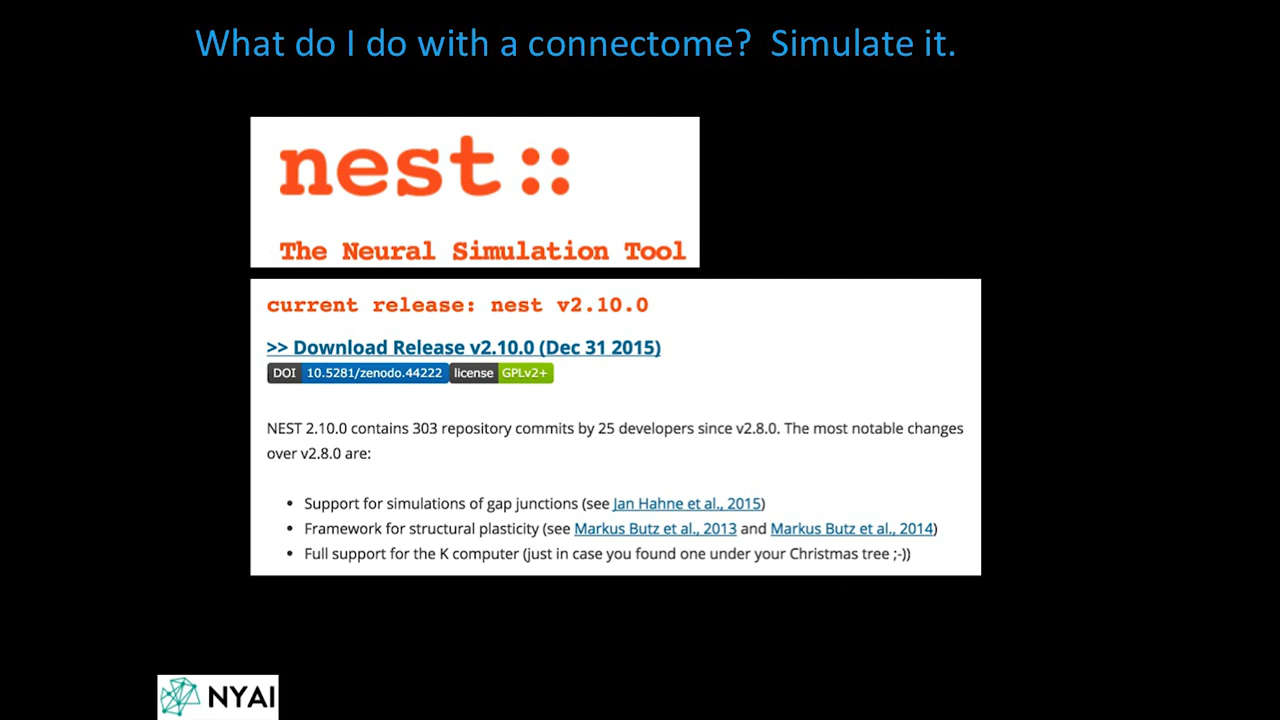 What do I do with a connectome? Simulate it.
nest::
The Neural Simulation Tool
current release: nest v2.10.0
>> Download Release v2.10.0 (Dec 31 2015)
DOI 10.5281/zenodo.44222 license GPLv2+
NEST 2.10.0 contains 303 repository commits by 25 developers since v2.8.0. The most notable changes
over v2.8.0 are:
• Support for simulations of gap junctions (see Jan Hahne et al., 2015)
• Framework for structural plasticity (see Markus Butz et al., 2013 and Markus Butz et al., 2014)
• Full support for the K computer (just in case you found one under your Christmas tree ;-))
NYAI